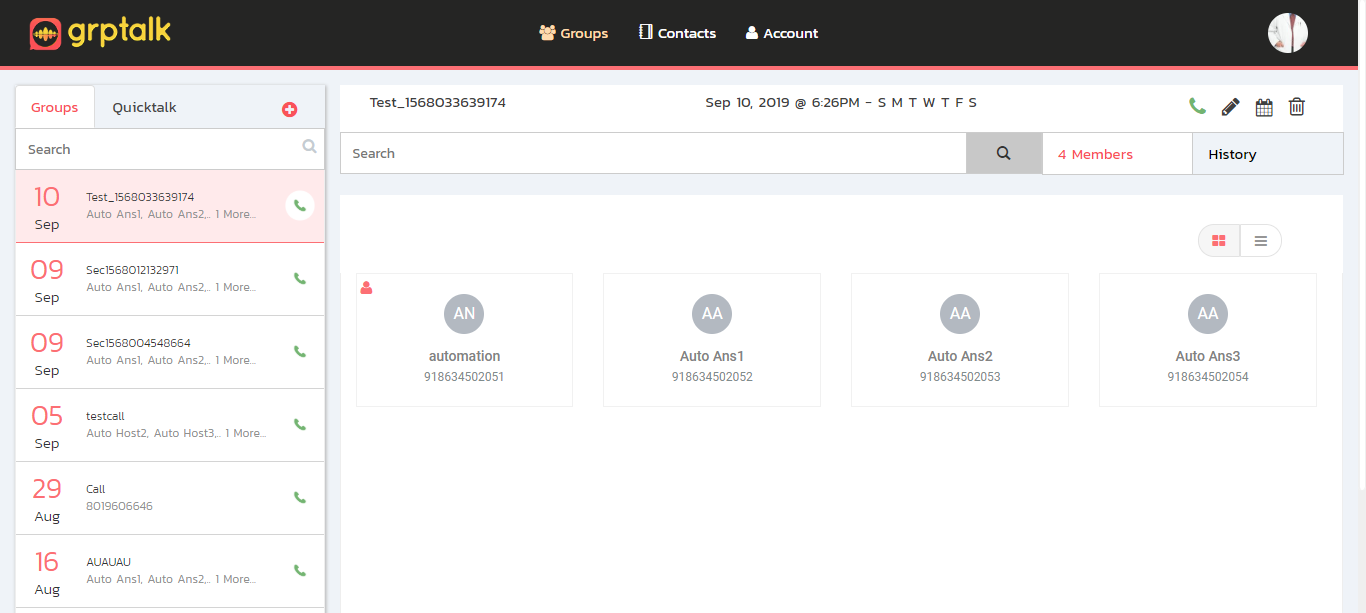 grptalk
Groups
Contacts
Account
Groups
Quicktalk
Search
10
Sep
Test_1568033639174
Auto Ans1, Auto Ans2,.. 1 More...
09
Sep
Sec1568012132971
Auto Ans1, Auto Ans2,.. 1 More...
09
Sep
Sec1568004548664
Auto Ans1, Auto Ans2,.. 1 More...
05
Sep
testcall
Auto Host2, Auto Host3,.. 1 More...
29
Aug
Call
8019606646
16
Aug
AUAUAU
Auto Ans1, Auto Ans2,.. 1 More...
Test_1568033639174
Sep 10, 2019 @ 6:26PM - S M T W T F S
Search
4 Members
History
AN
automation
918634502051
AA
Auto Ans1
918634502052
AA
Auto Ans2
918634502053
AA
Auto Ans3
918634502054